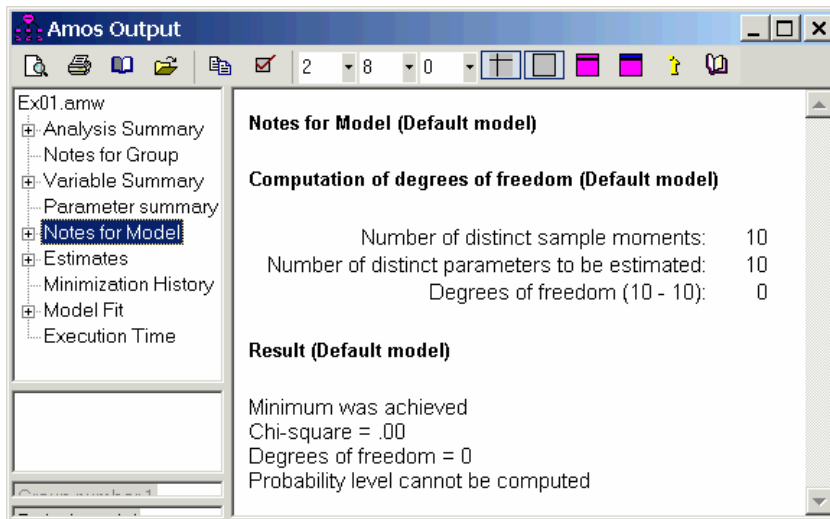 Amos Output
2 8 0
Ex01.amw
Analysis Summary
Notes for Group
Variable Summary
Parameter summary
Notes for Model
Estimates
Minimization History
Model Fit
Execution Time
Notes for Model (Default model)
Computation of degrees of freedom (Default model)
Number of distinct sample moments: 10
Number of distinct parameters to be estimated: 10
Degrees of freedom (10 - 10): 0
Result (Default model)
Minimum was achieved
Chi-square = .00
Degrees of freedom = 0
Probability level cannot be computed
Group number 1